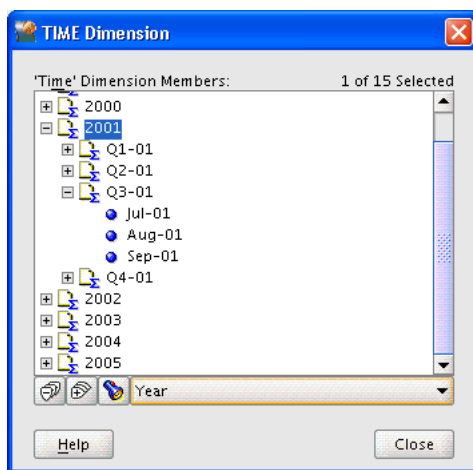 TIME Dimension
'Time' Dimension Members: 1 of 15 Selected
2000
2001
Q1-01
Q2-01
Q3-01
Jul-01
Aug-01
Sep-01
Q4-01
2002
2003
2004
2005
Year
Help Close